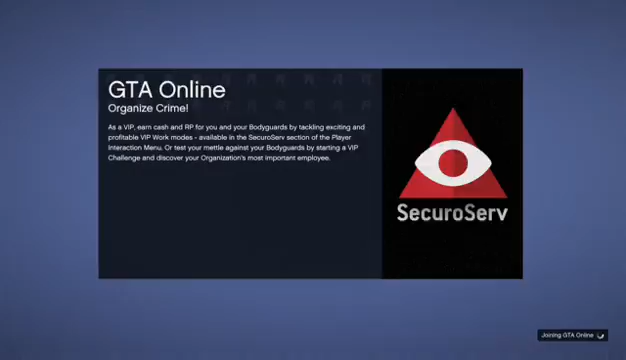 GTA Online
Organize Crime!
As a VIP, earn cash and RP for you and your Bodyguards by tackling exciting and
profitable VIP Work modes - available in the SecuroServ section of the Player
Interaction Menu. Or test your mettle against your Bodyguards by starting a VIP
Challenge and discover your Organization's most important employee.
SecuroServ
Joining GTA Online